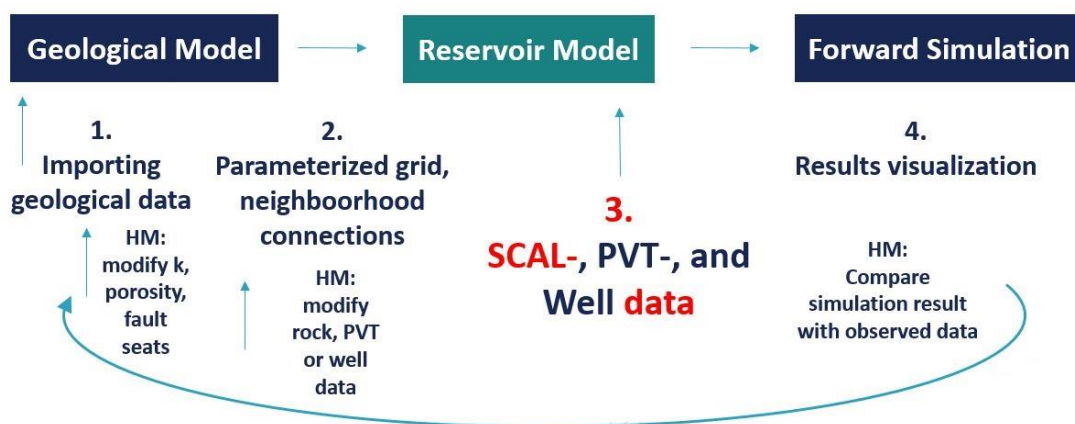 Geological Model
Reservoir Model
Forward Simulation
1.
Importing
geological data
HM:
modify k,
porosity,
fault
seats
2.
Parameterized grid,
neighboorhood
connections
HM:
modify
rock, PVT
or well
data
3.
SCAL-, PVT-, and
Well data
4.
Results visualization
HM:
Compare
simulation result
with observed data